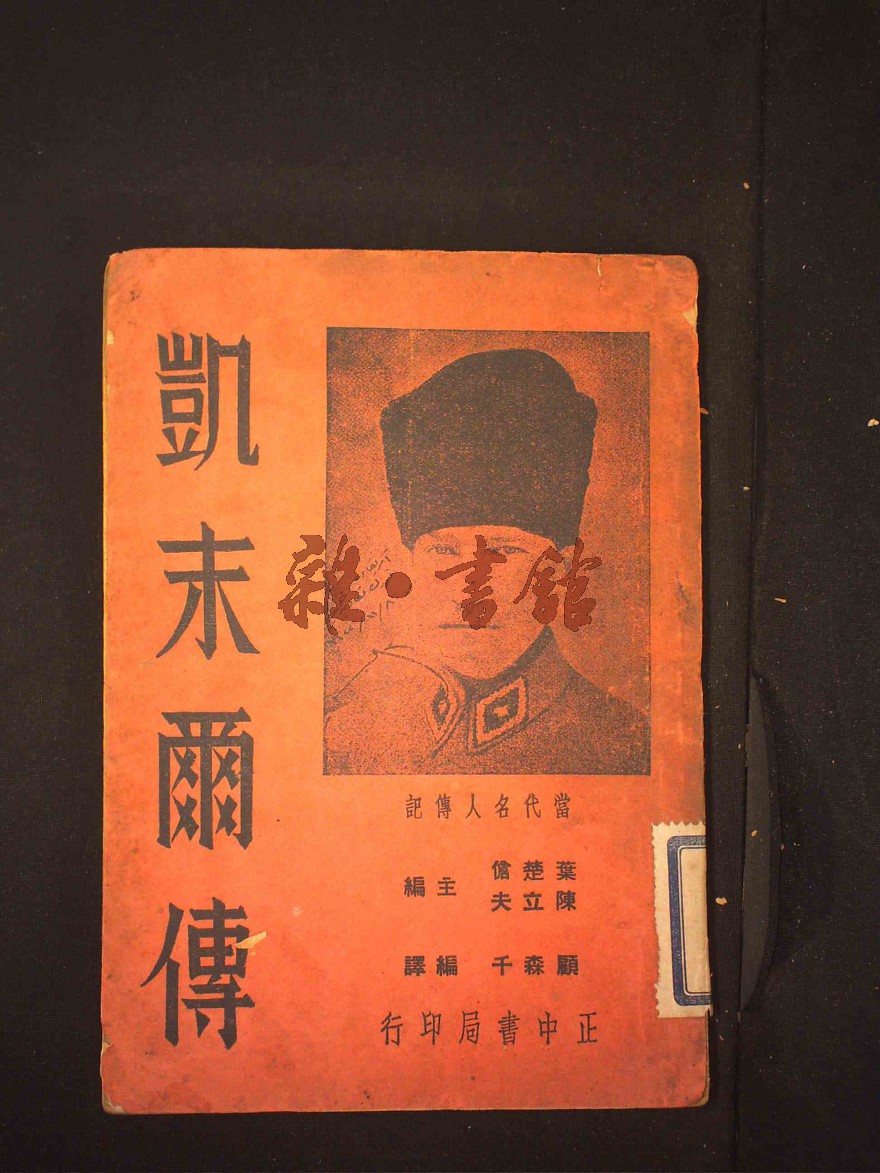 凱末爾傳
雜·書館
當代名人傳記
葉楚傖
陳立夫
主編
顧森千 編譯
正中書局印行